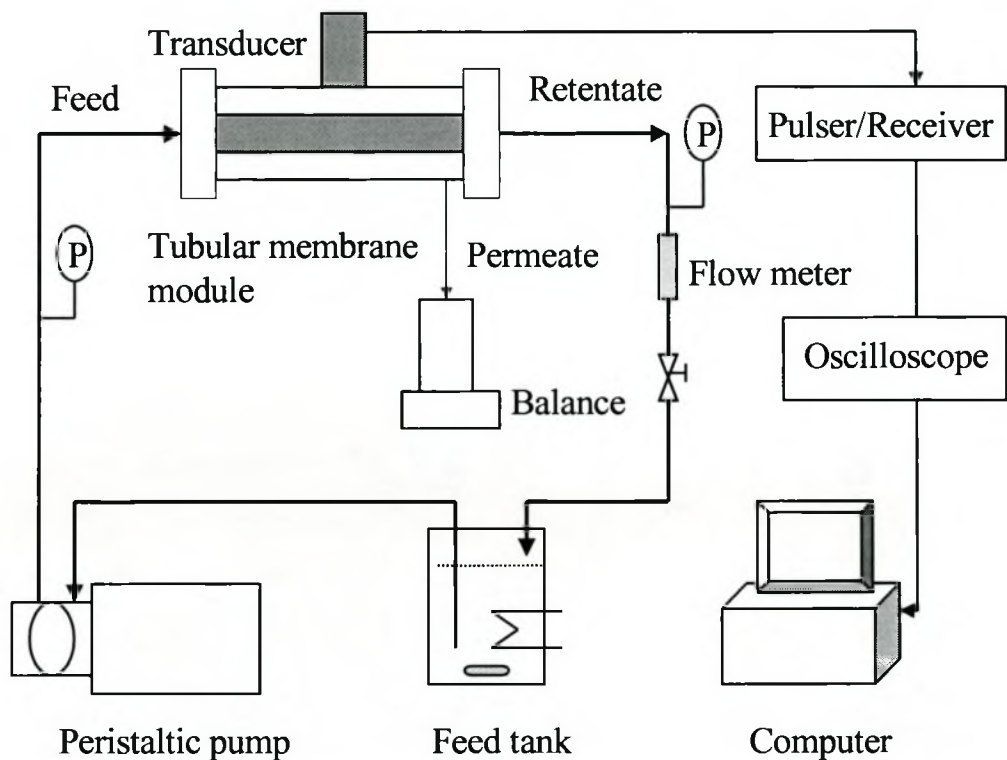 Transducer
Feed
Retentate
P
Pulser/Receiver
P
Tubular membrane
module
Permeate
Flow meter
Oscilloscope
Balance
Peristaltic pump
Feed tank
Computer